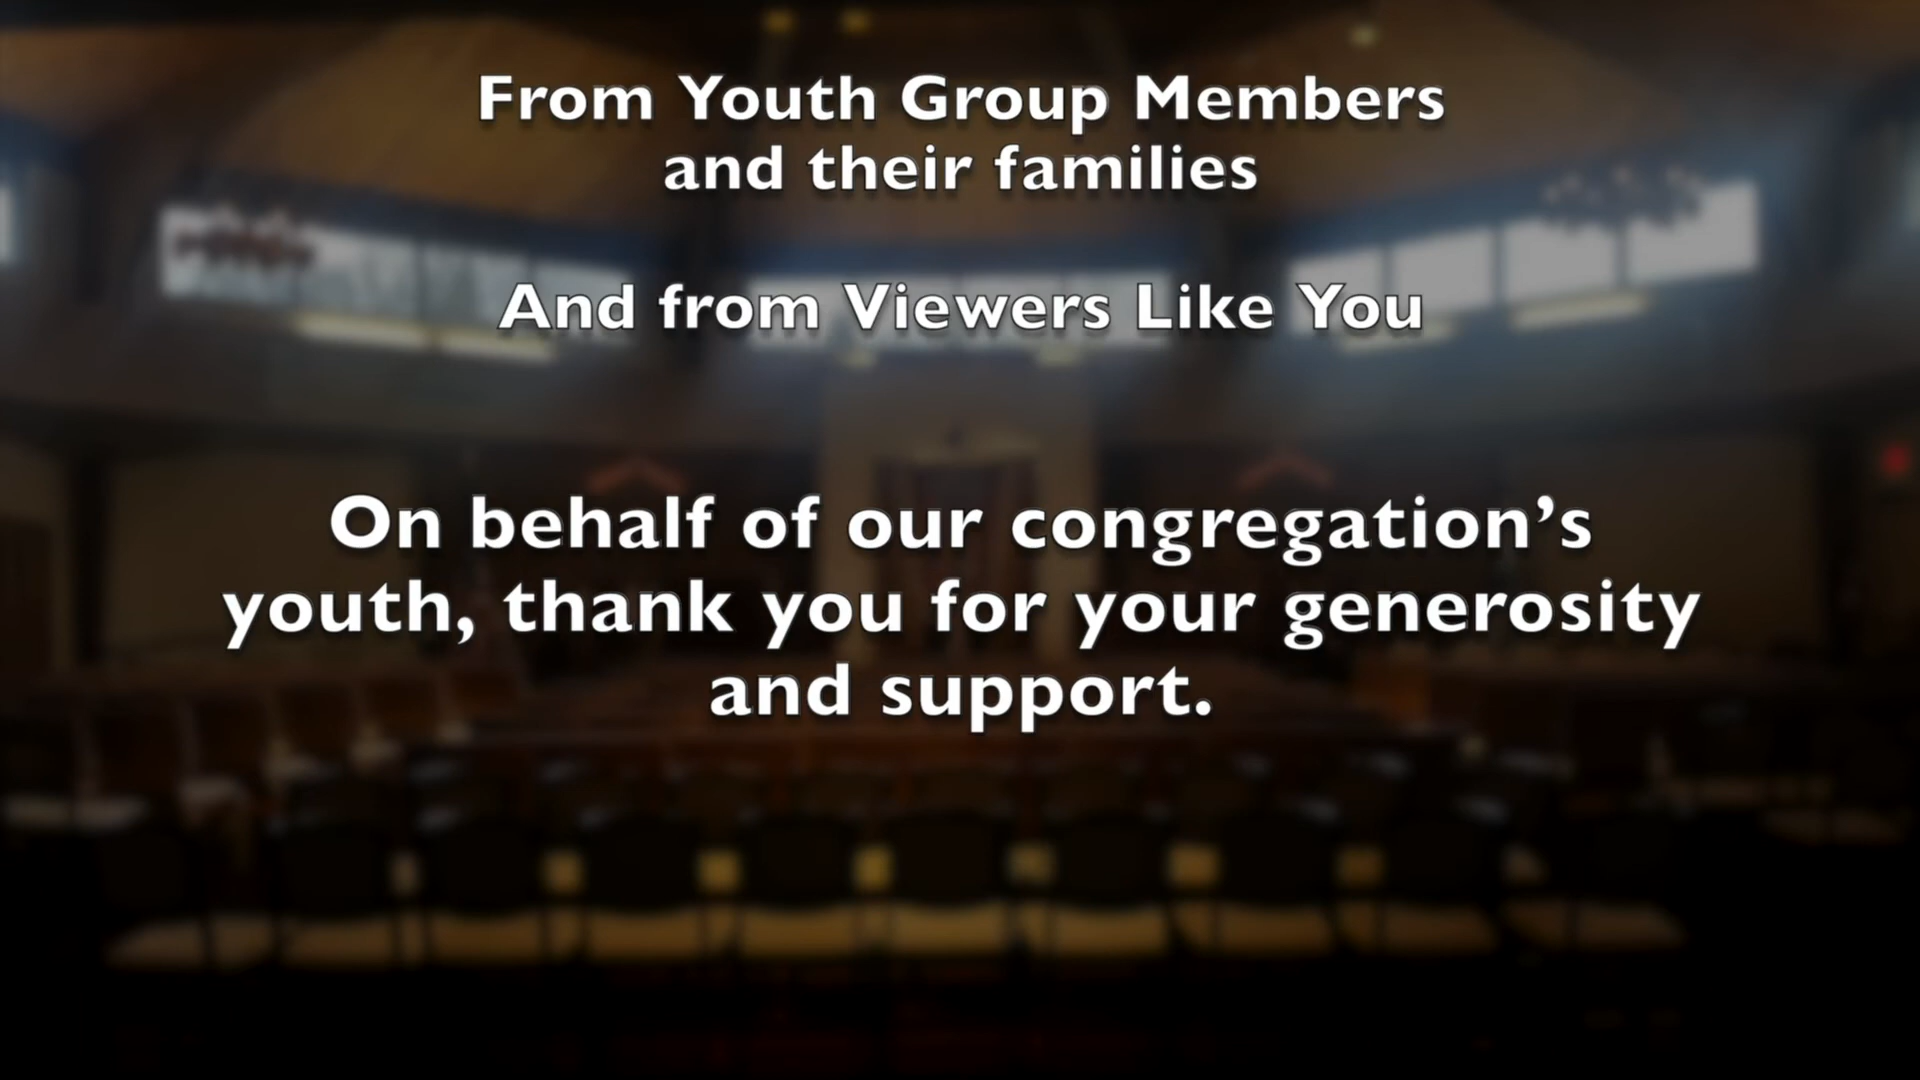 From Youth Group Members
and their families
And from Viewers Like You
On behalf of our congregation’s
youth, thank you for your generosity
and support.